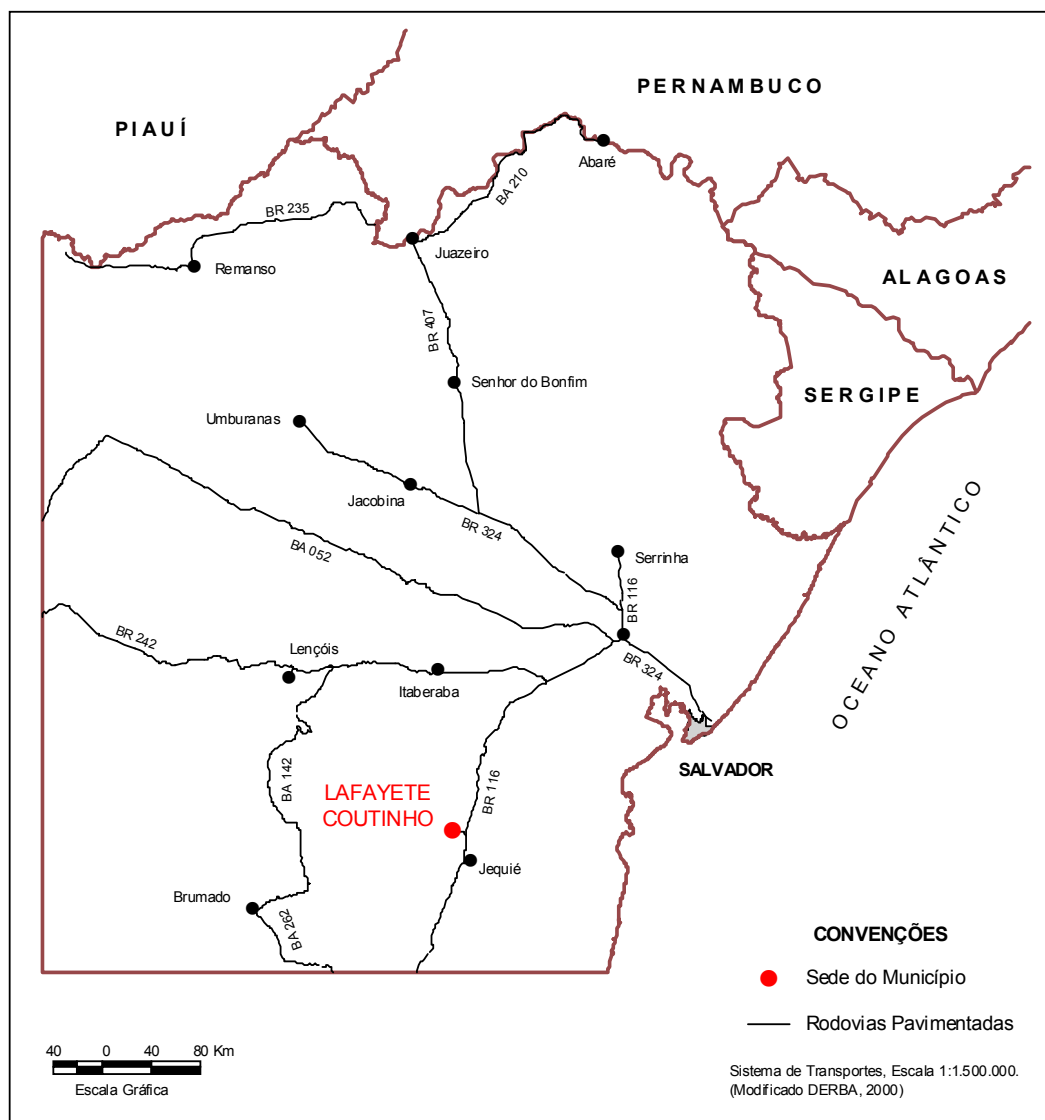 PERNAMBUCO
PIAUÍ
Abaré
BA 210
BR 235
Juazeiro
Remanso
ALAGOAS
BR 407
Senhor do Bonfim
SERGIPE
Umburanas
Jacobina
BR 324
OCEANO ATLÂNTICO
BA 052
Serrinha
BR 116
BR 242
Lençóis
Itaberaba
BR 324
SALVADOR
BA 142
BR 116
LAFAYETE
COUTINHO
Jequié
Brumado
BA 262
CONVENÇÕES
Sede do Município
Rodovias Pavimentadas
40 0 40 80 Km
Escala Gráfica
Sistema de Transportes, Escala 1:1.500.000.
(Modificado DERBA, 2000)